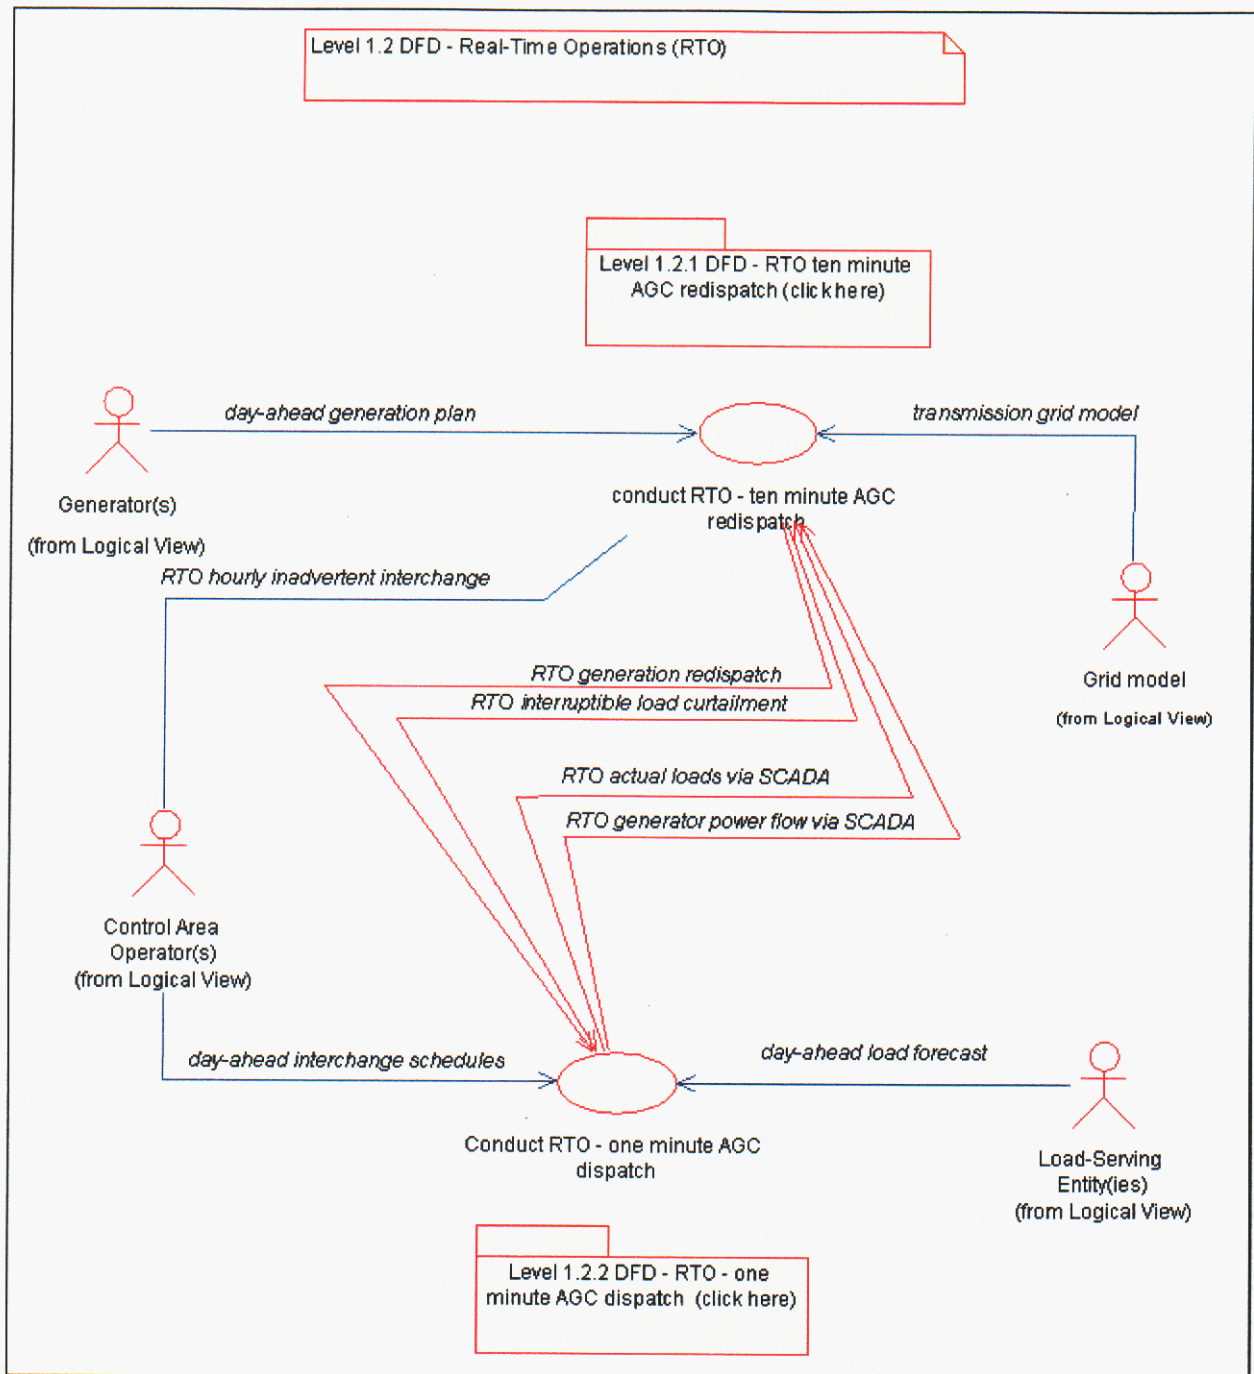 Level 1.2 DFD - Real-Time Operations (RTO)
Level 1.2.1 DFD - RTO ten minute
AGC redispatch (click here)
day-ahead generation plan
transmission grid model
Generator(s)
(from Logical View)
conduct RTO - ten minute AGC
redispatch
RTO hourly inadvertent interchange
Grid model
(from Logical View)
RTO generation redispatch
RTO interruptible load curtailment
RTO actual loads via SCADA
RTO generator power flow via SCADA
Control Area
Operator(s)
(from Logical View)
day-ahead interchange schedules
day-ahead load forecast
Conduct RTO - one minute AGC
dispatch
Load-Serving
Entity(ies)
(from Logical View)
Level 1.2.2 DFD - RTO - one
minute AGC dispatch (click here)